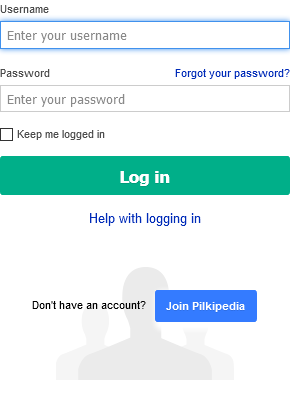 Username
Enter your username
Password Forgot your password?
Enter your password
Keep me logged in
Log in
Help with logging in
Don't have an account? Join Pilkipedia